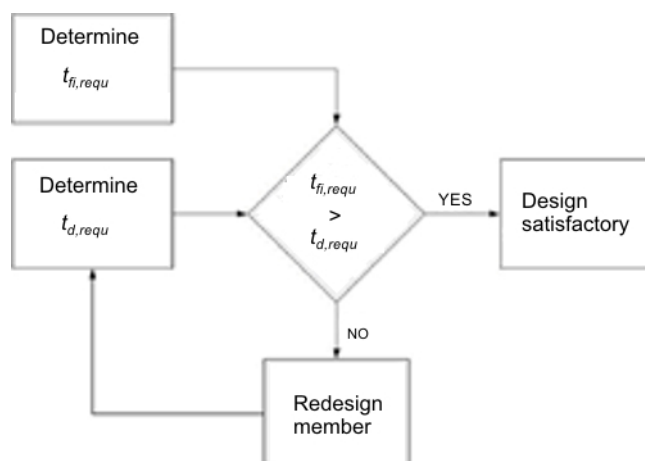 Determine
t_fi,requ
Determine
t_d,requ
t_fi,requ
>
t_d,requ
YES
Design
satisfactory
NO
Redesign
member